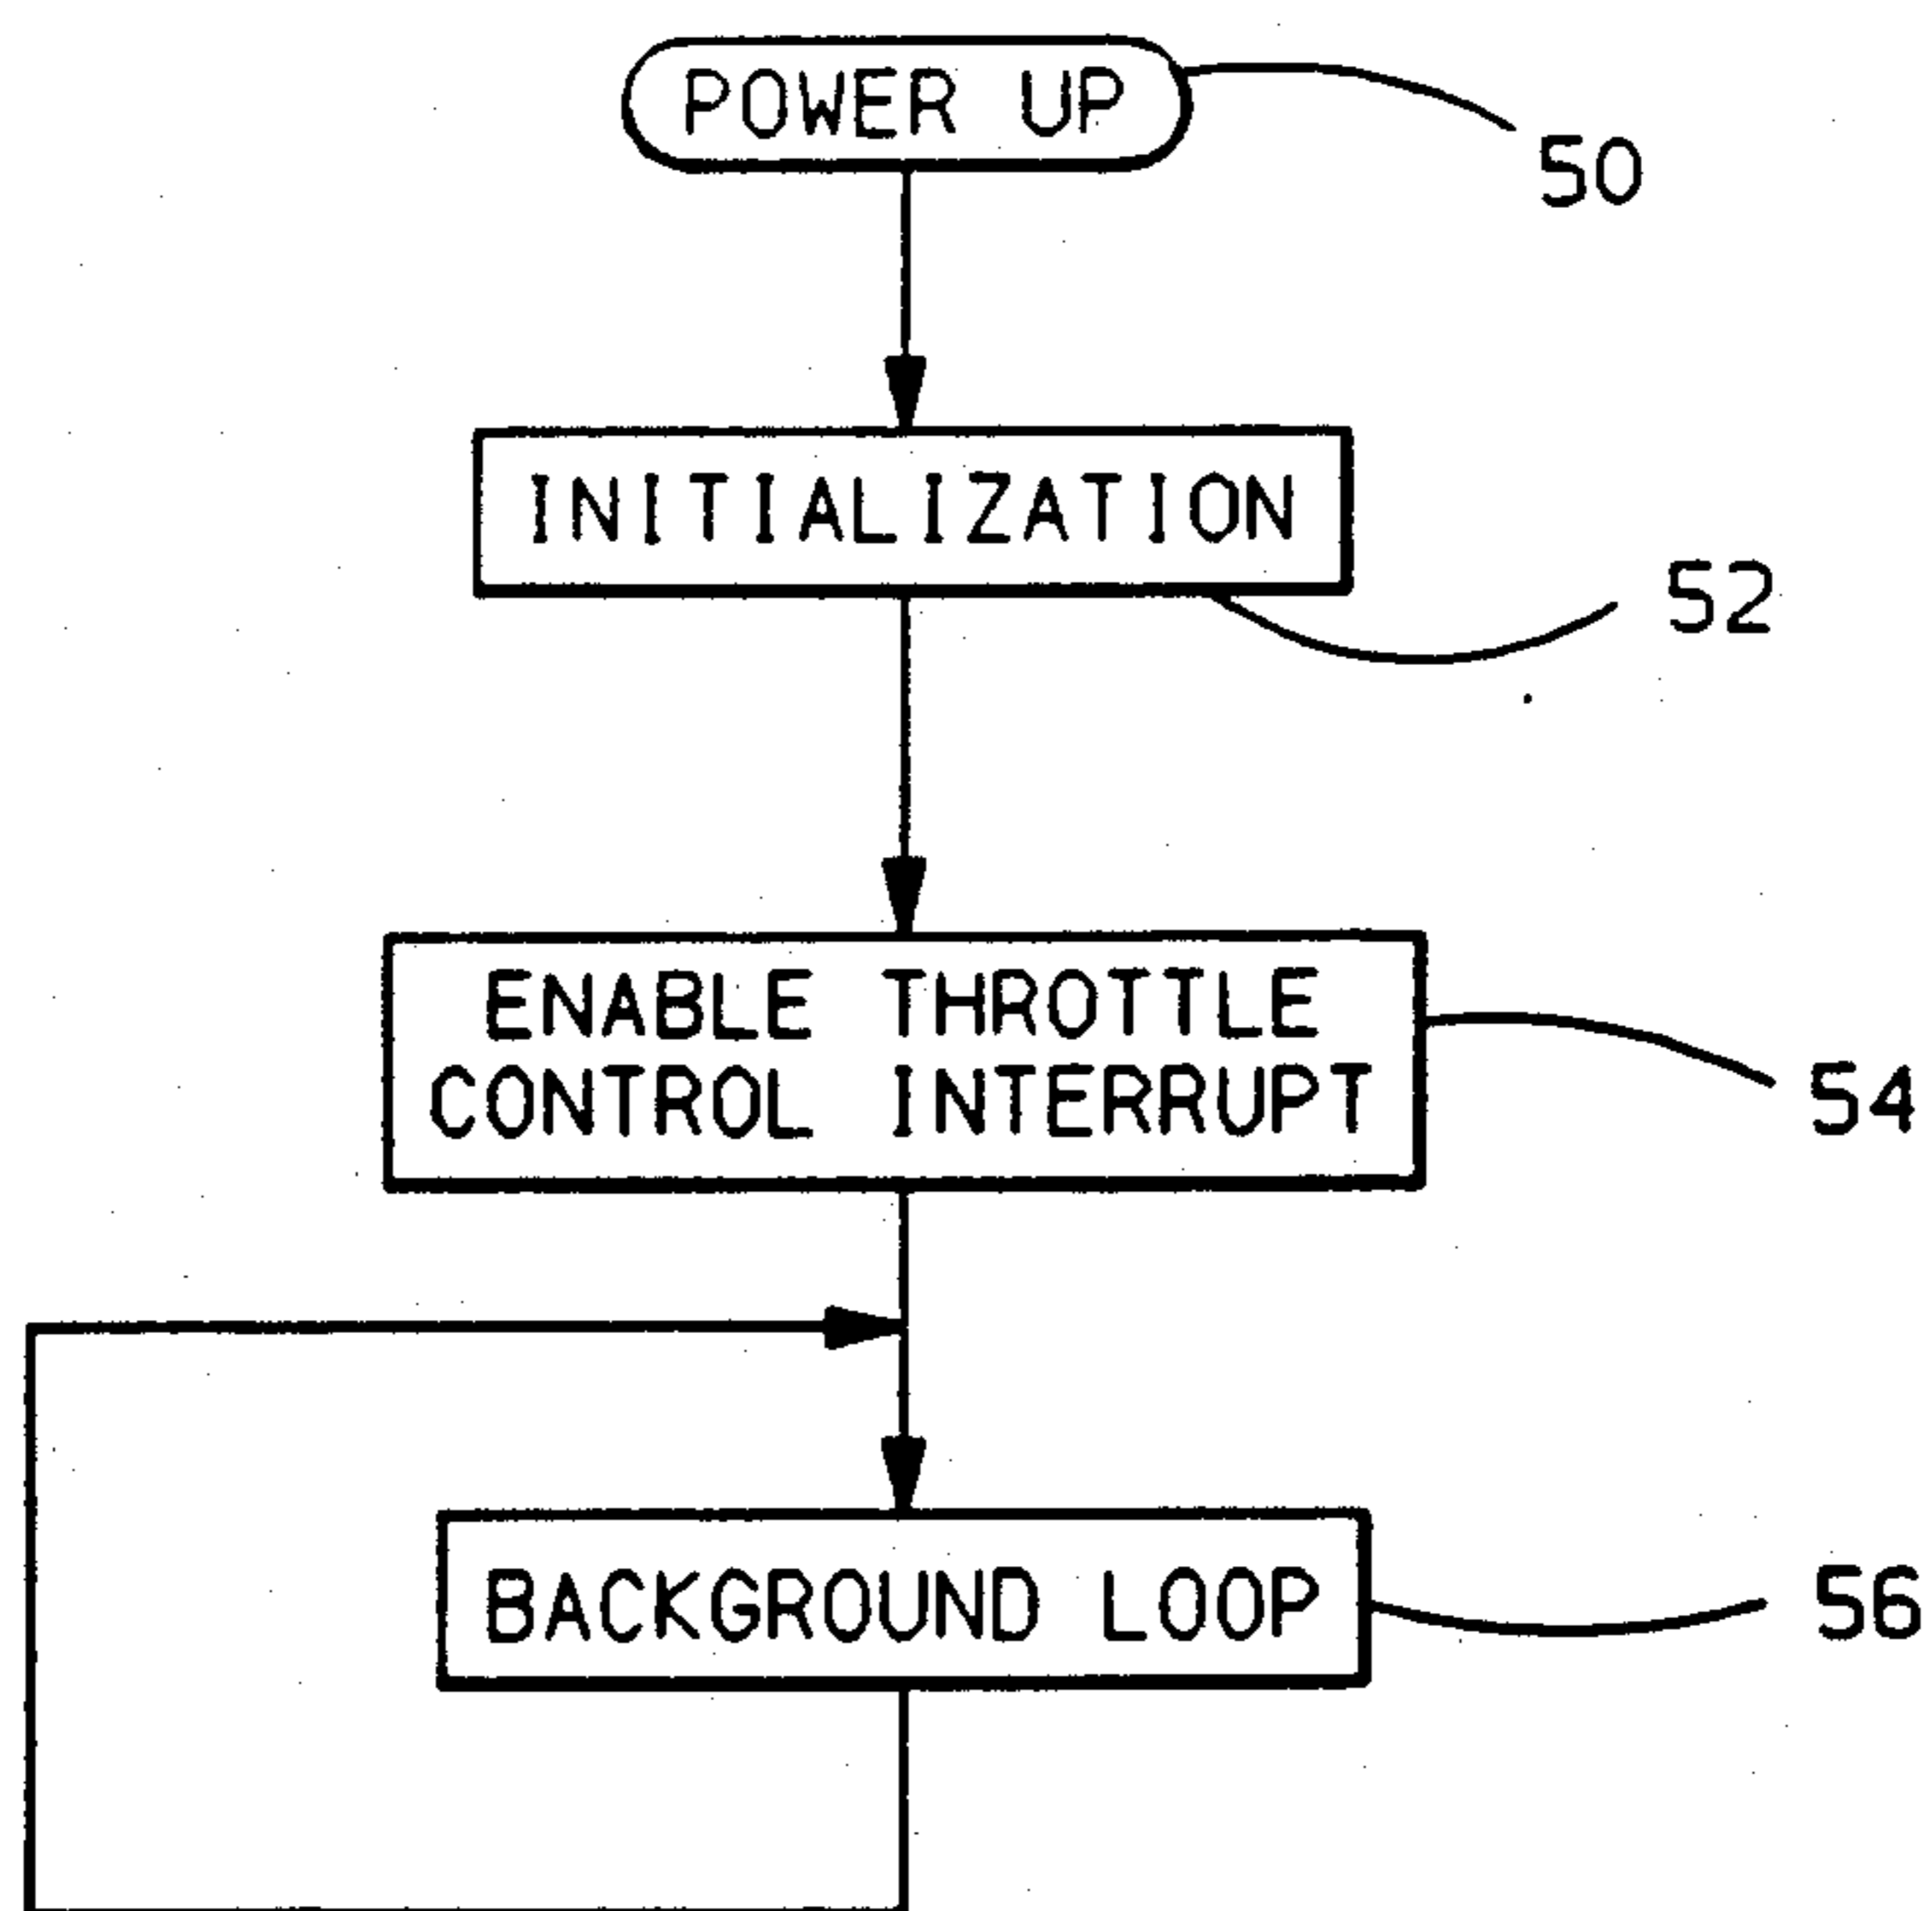 POWER UP
50
INITIALIZATION
52
ENABLE THROTTLE
CONTROL INTERRUPT
54
BACKGROUND LOOP
56